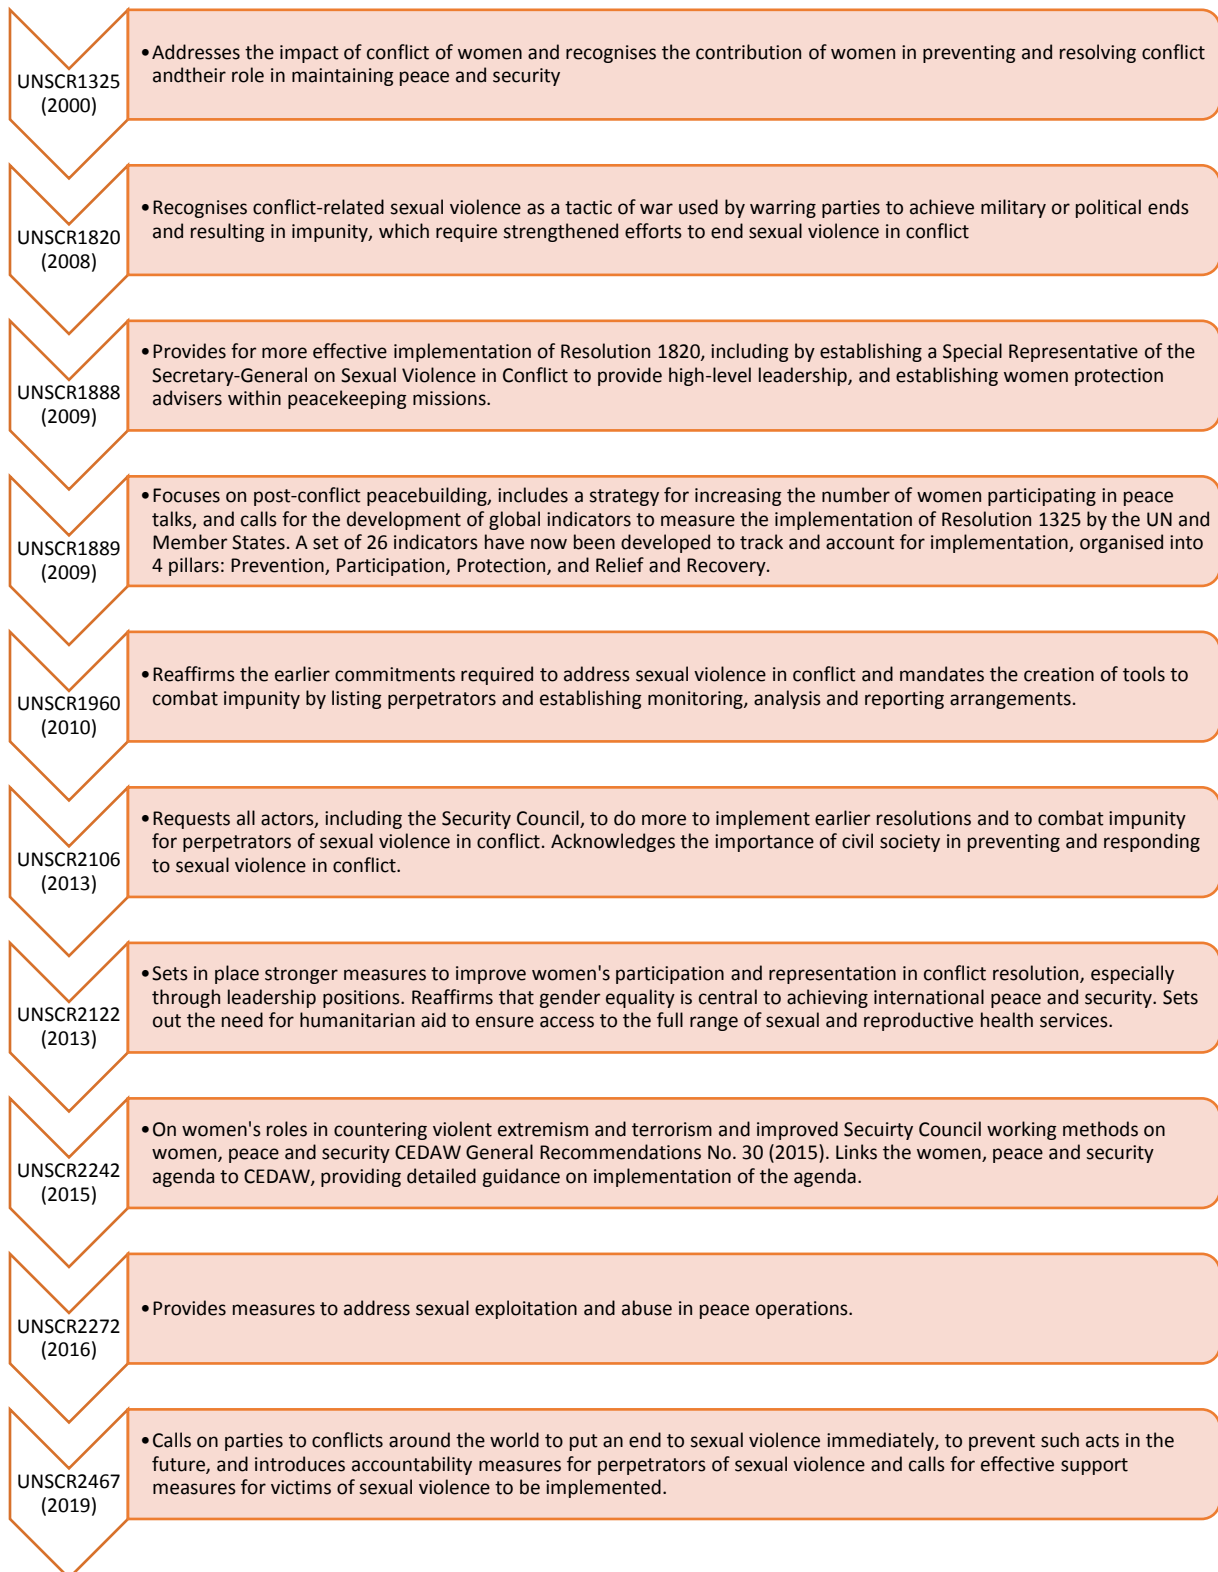 UNSCR1325
(2000)
•Addresses the impact of conflict of women and recognises the contribution of women in preventing and resolving conflict
andtheir role in maintaining peace and security
UNSCR1820
(2008)
•Recognises conflict-related sexual violence as a tactic of war used by warring parties to achieve military or political ends
and resulting in impunity, which require strengthened efforts to end sexual violence in conflict
UNSCR1888
(2009)
•Provides for more effective implementation of Resolution 1820, including by establishing a Special Representative of the
Secretary-General on Sexual Violence in Conflict to provide high-level leadership, and establishing women protection
advisers within peacekeeping missions.
UNSCR1889
(2009)
•Focuses on post-conflict peacebuilding, includes a strategy for increasing the number of women participating in peace
talks, and calls for the development of global indicators to measure the implementation of Resolution 1325 by the UN and
Member States. A set of 26 indicators have now been developed to track and account for implementation, organised into
4 pillars: Prevention, Participation, Protection, and Relief and Recovery.
UNSCR1960
(2010)
•Reaffirms the earlier commitments required to address sexual violence in conflict and mandates the creation of tools to
combat impunity by listing perpetrators and establishing monitoring, analysis and reporting arrangements.
UNSCR2106
(2013)
•Requests all actors, including the Security Council, to do more to implement earlier resolutions and to combat impunity
for perpetrators of sexual violence in conflict. Acknowledges the importance of civil society in preventing and responding
to sexual violence in conflict.
UNSCR2122
(2013)
•Sets in place stronger measures to improve women's participation and representation in conflict resolution, especially
through leadership positions. Reaffirms that gender equality is central to achieving international peace and security. Sets
out the need for humanitarian aid to ensure access to the full range of sexual and reproductive health services.
UNSCR2242
(2015)
•On women's roles in countering violent extremism and terrorism and improved Secuirty Council working methods on
women, peace and security CEDAW General Recommendations No. 30 (2015). Links the women, peace and security
agenda to CEDAW, providing detailed guidance on implementation of the agenda.
UNSCR2272
(2016)
•Provides measures to address sexual exploitation and abuse in peace operations.
UNSCR2467
(2019)
•Calls on parties to conflicts around the world to put an end to sexual violence immediately, to prevent such acts in the
future, and introduces accountability measures for perpetrators of sexual violence and calls for effective support
measures for victims of sexual violence to be implemented.